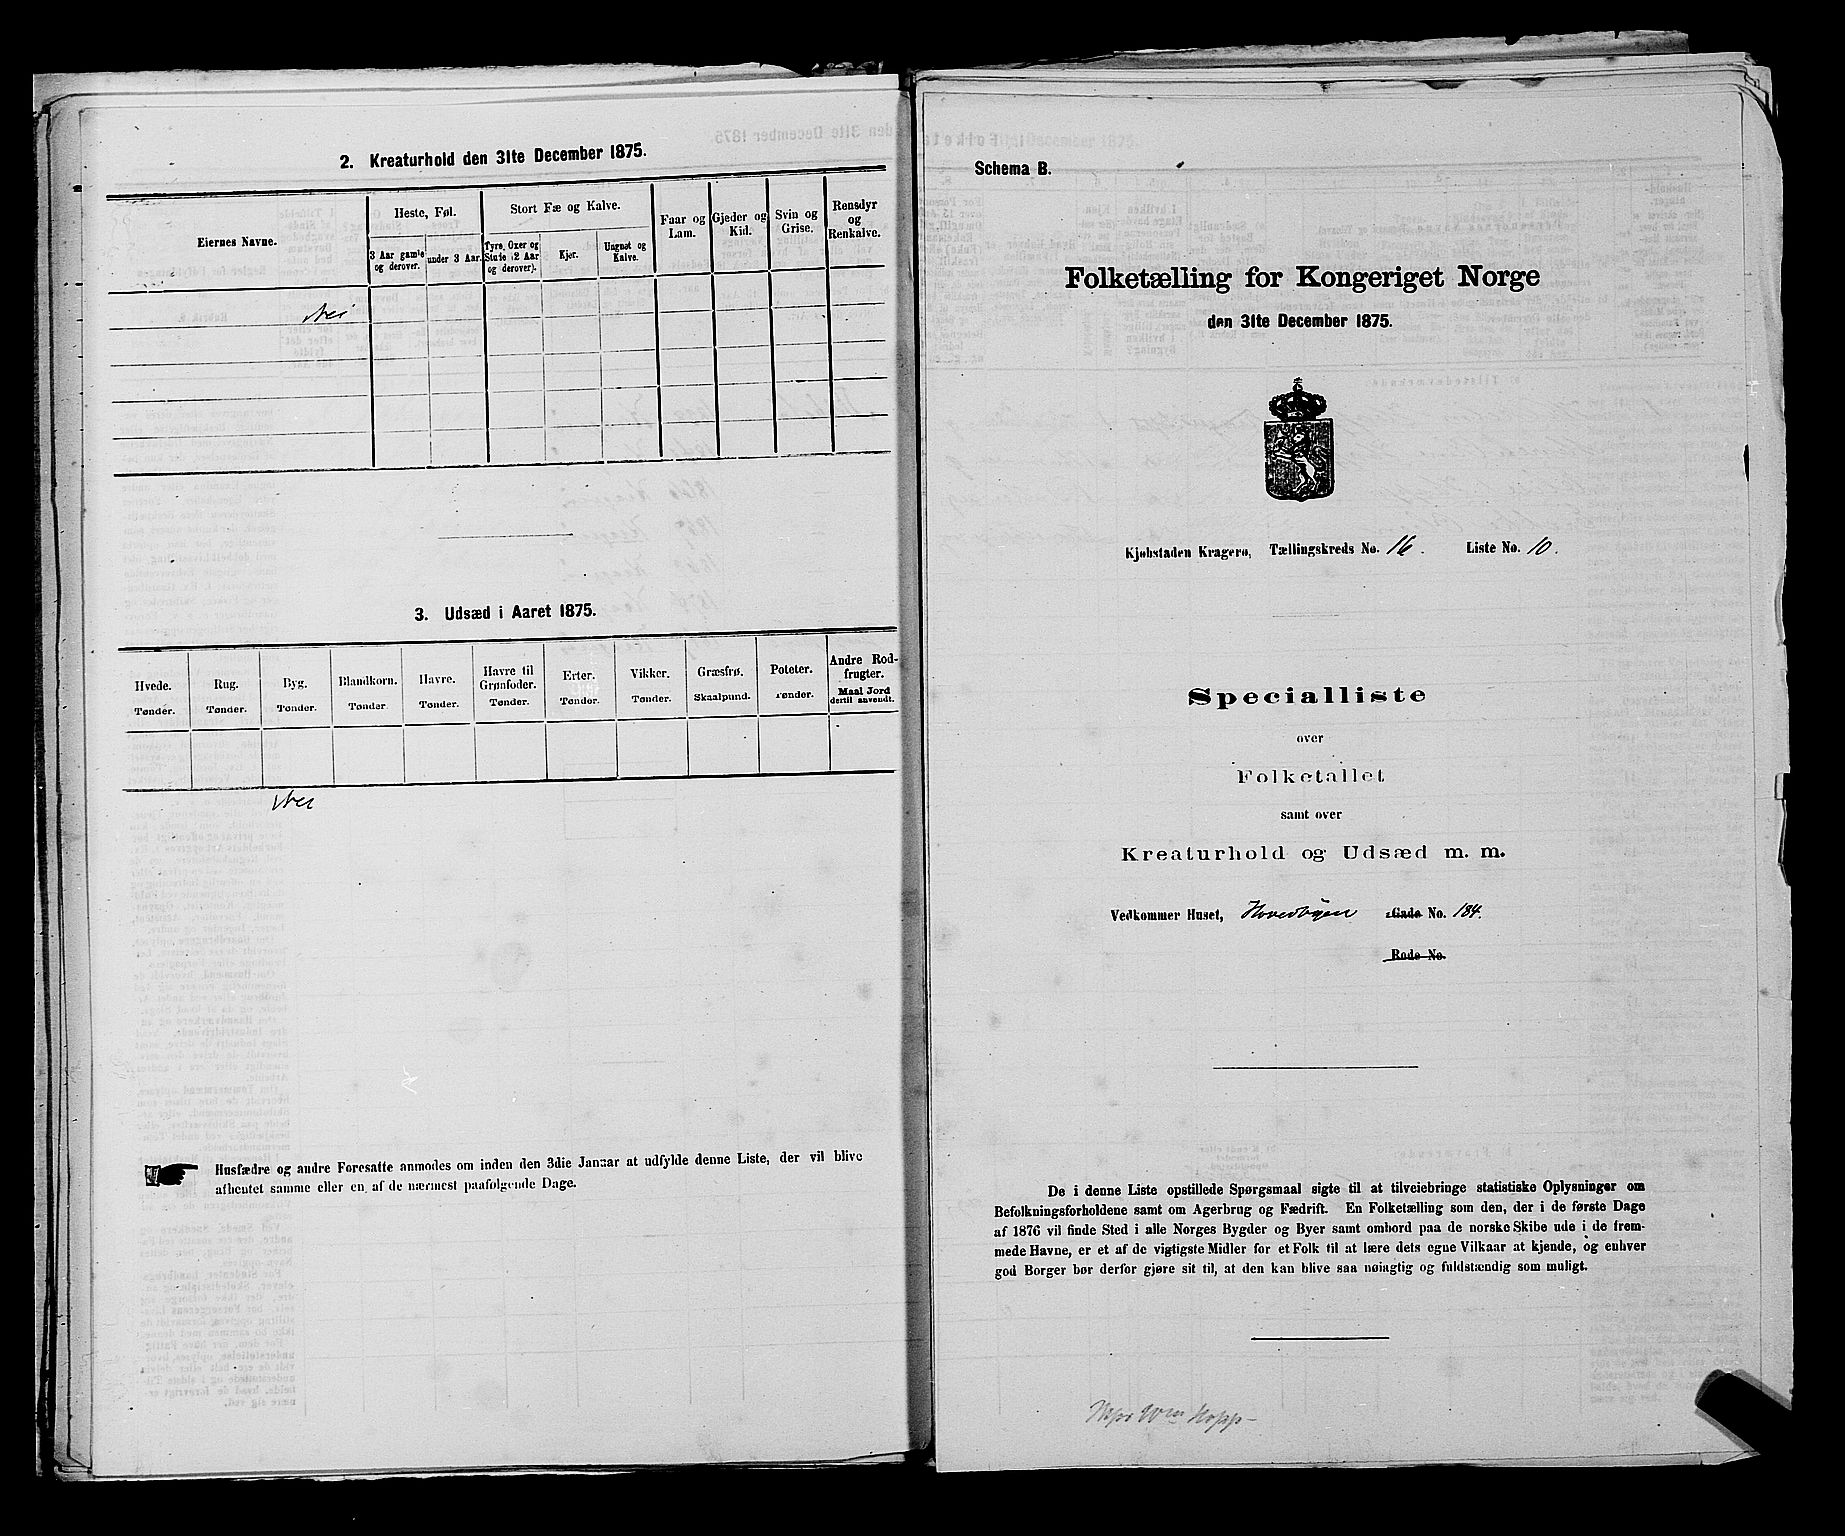 2. Kreaturhold den 31te December 1875.
Eiernes Navne.
Heste, Føl.
3 Aar gamle og derover.
under 3 Aar.
Stort Fæ og Kalve.
Tyre, Oxer og Stude (2 Aar og derover).
Kjør.
Ungnøt og Kalve.
Faar og Lam.
Gjeder og Kid.
Svin og Grise.
Rensdyr og Renkalve.
Nei
3. Udsæd i Aaret 1875.
Hvede. Tønder.
Rug. Tønder.
Byg. Tønder.
Blandkorn. Tønder.
Havre. Tønder.
Havre til Grønfoder. Tønder.
Erter. Tønder.
Vikker. Tønder.
Græsfrø. Skaalpund.
Poteter. Tønder.
Andre Rodfrugter. Maal Jord dertil anvendt.
Nei
Husfædre og andre Foresatte anmodes om inden den 3die Januar at udfylde denne Liste, der vil blive
afhentet samme eller en af de nærmest paafølgende Dage.
Schema B.
Folketælling for Kongeriget Norge
den 31te December 1875.
Kjøbstaden Kragerø, Tællingskreds No. 16. Liste No. 10.
Specialliste
over
Folketallet
samt over
Kreaturhold og Udsæd m. m.
Vedkommer Huset, Hovedbyen Gade No. 184.
Rode No.
De i denne Liste opstillede Spørgsmaal sigte til at tilveiebringe statistiske Oplysninger om
Befolkningsforholdene samt om Agerbrug og Fædrift. En Folketælling som den, der i de første Dage
af 1876 vil finde Sted i alle Norges Bygder og Byer samt ombord paa de norske Skibe ude i de frem-
mede Havne, er et af de vigtigste Midler for et Folk til at lære dets egne Vilkaar at kjende, og enhver
god Borger bør derfor gjøre sit til, at den kan blive saa nøiagtig og fuldstændig som muligt.